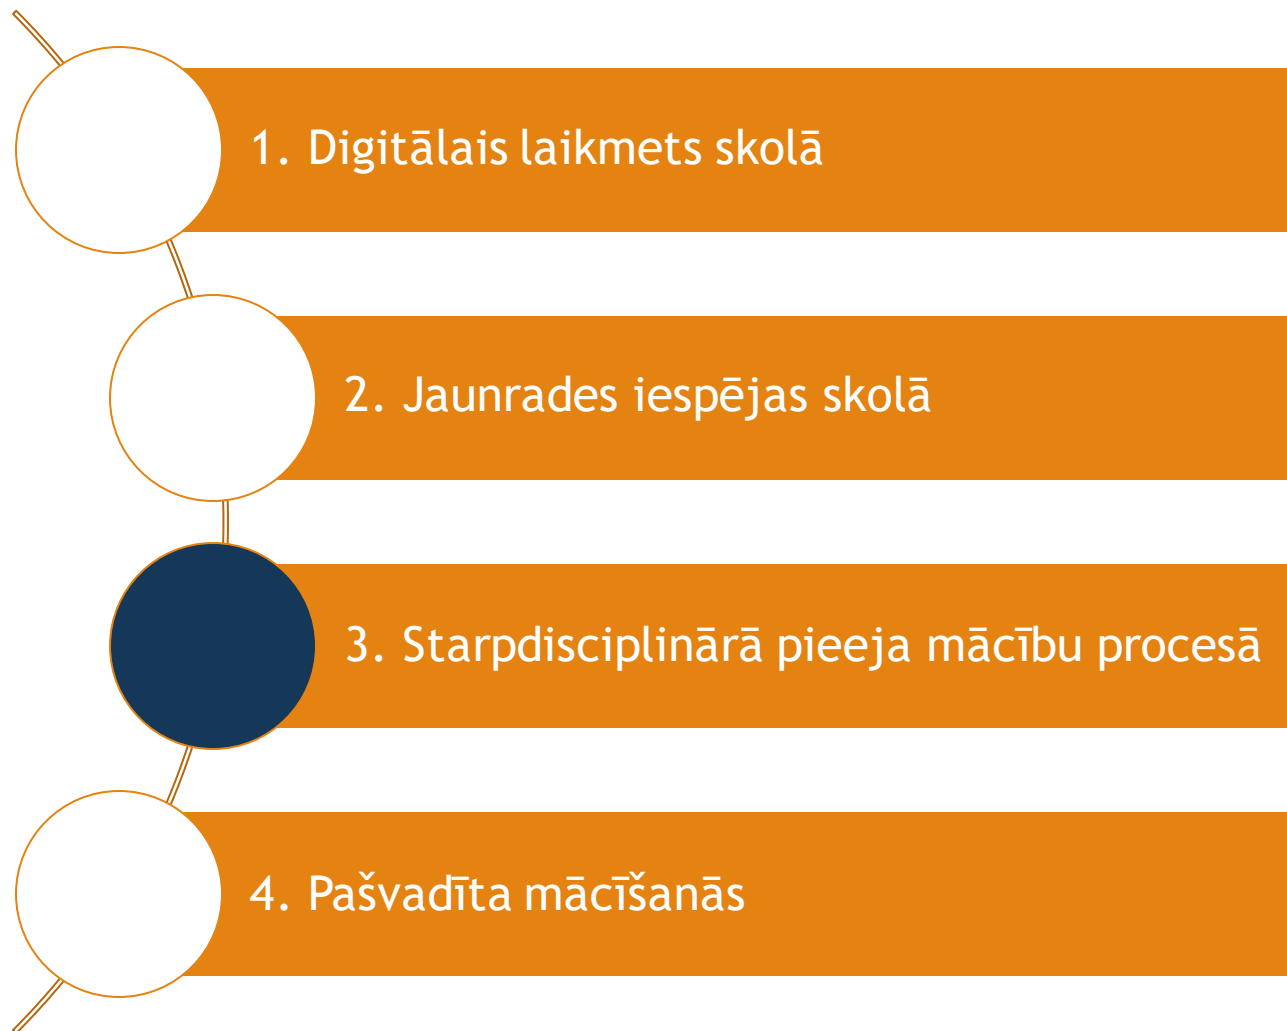 1. Digitālais laikmets skolā
2. Jaunrades iespējas skolā
3. Starpdisciplinārā pieeja mācību procesā
4. Pašvadīta mācīšanās